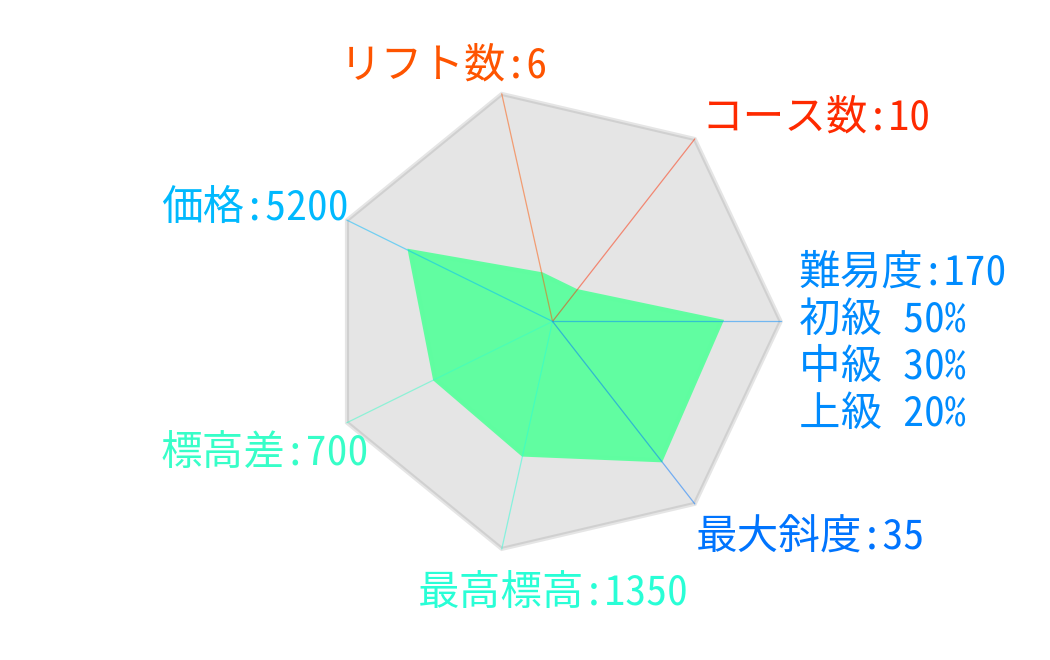 リフト数:6
コース数:10
価格:5200
難易度:170
初級 50%
中級 30%
上級 20%
標高差:700
最大斜度:35
最高標高:1350